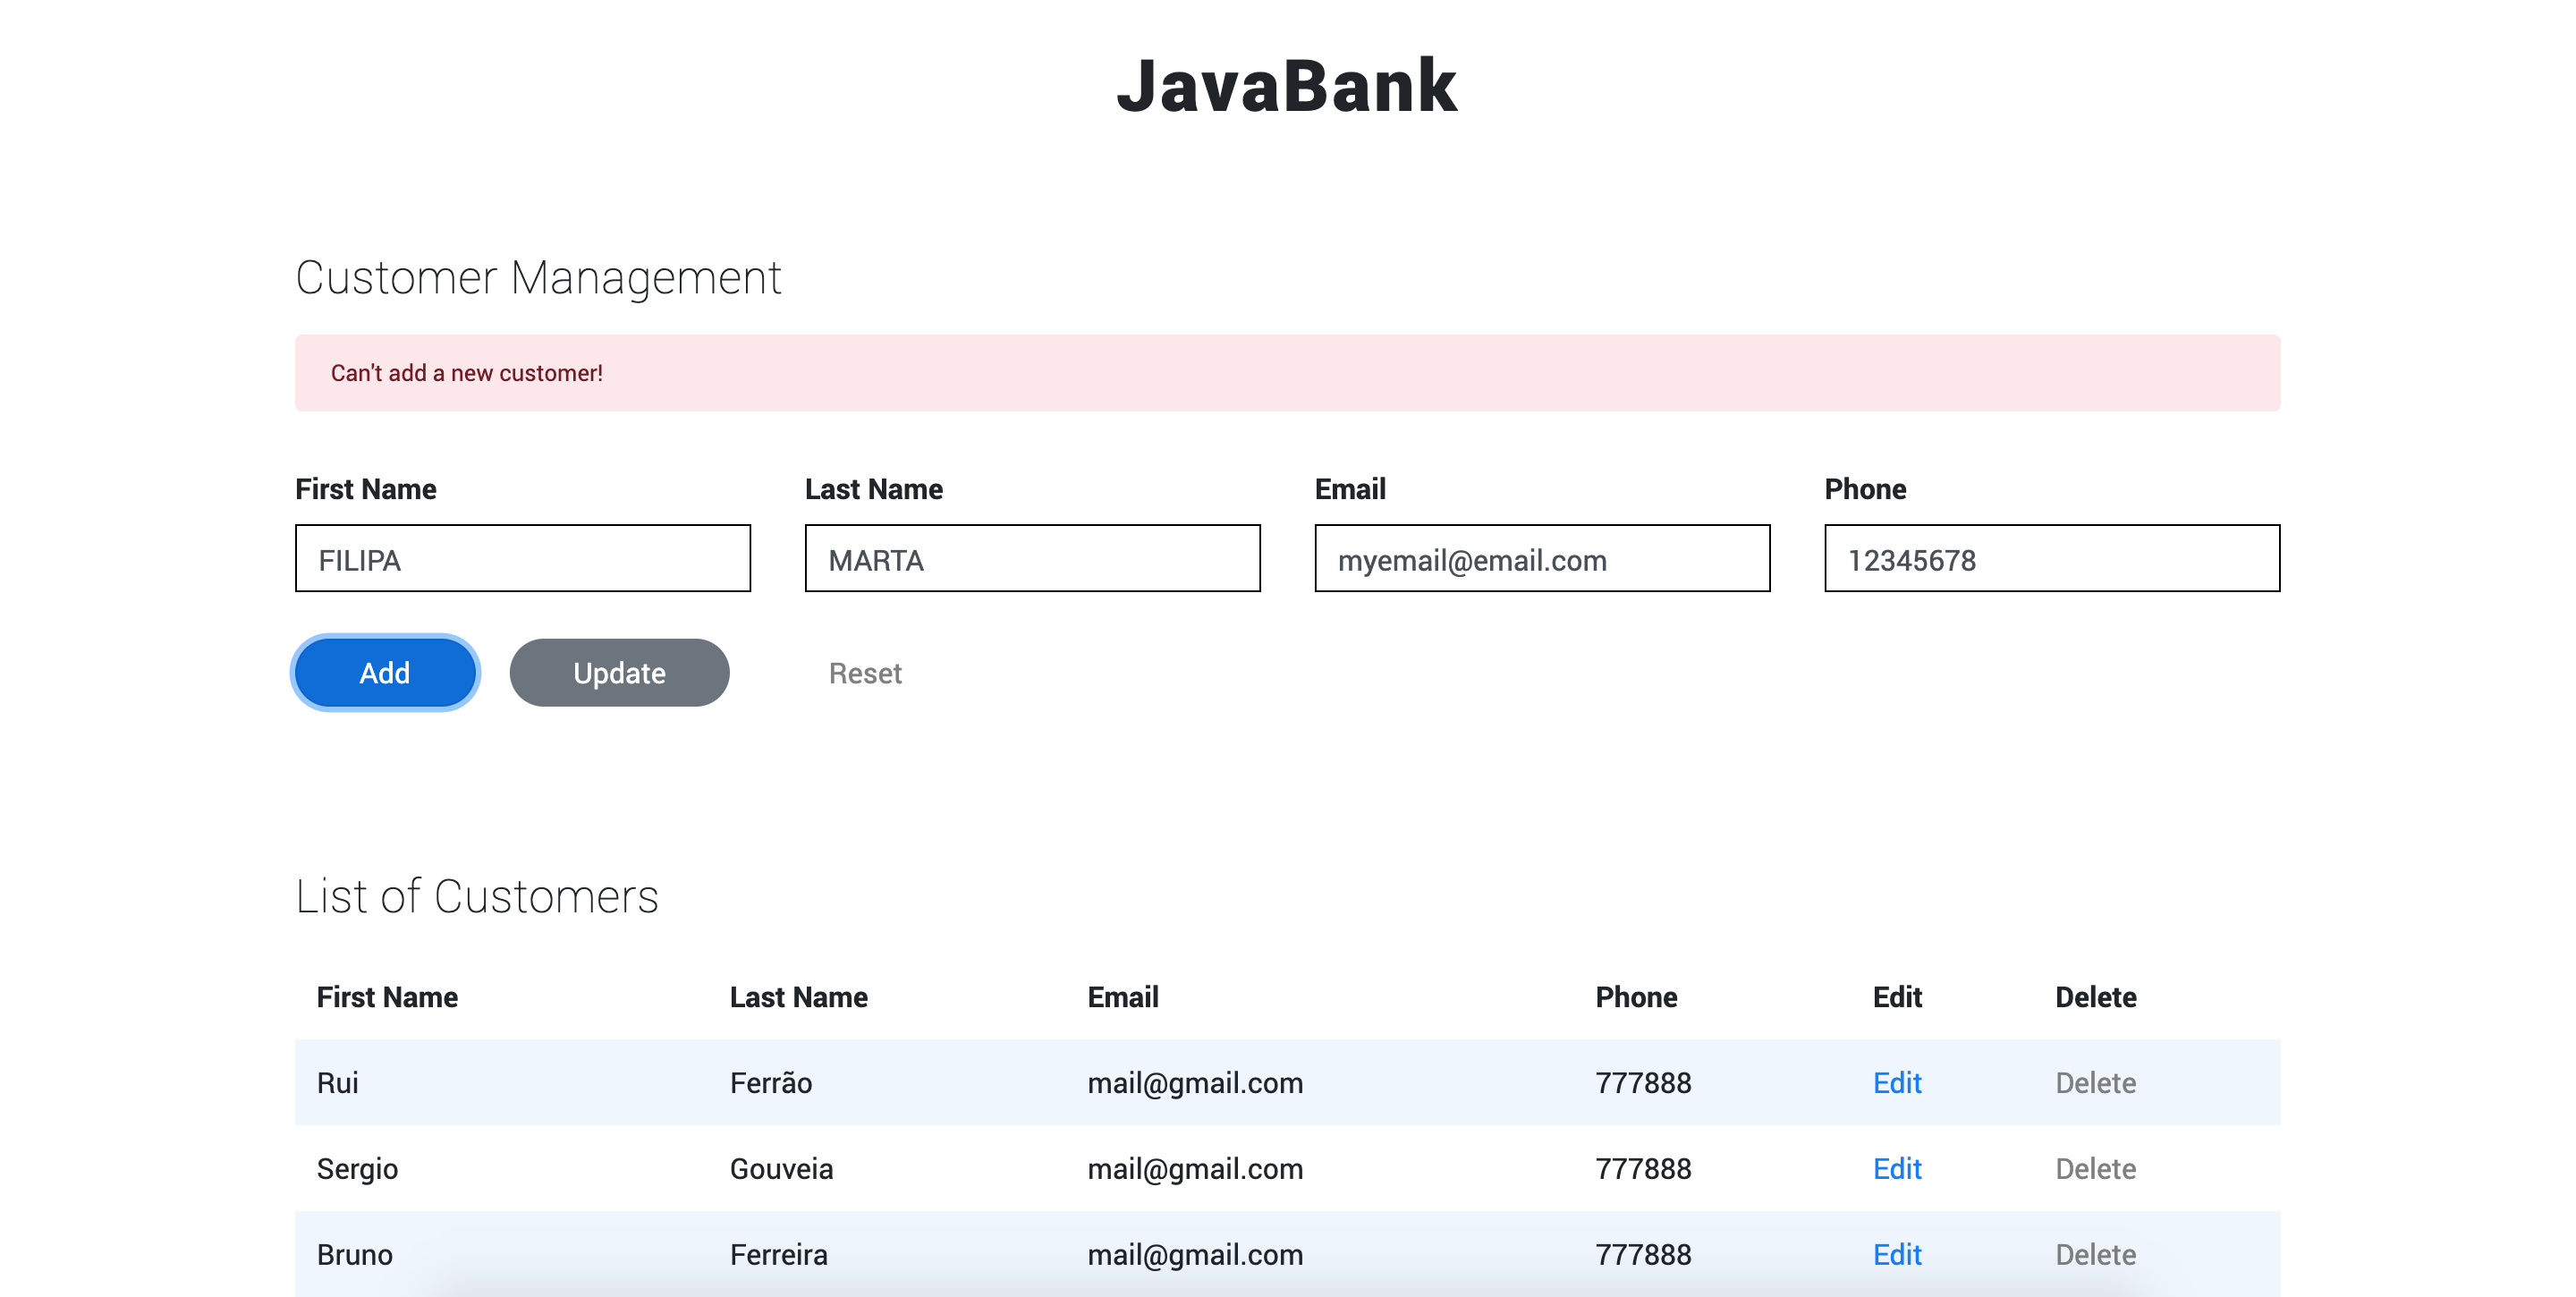 JavaBank
Customer Management
Can't add a new customer!
First Name Last Name Email Phone
FILIPA MARTA myemail@email.com 12345678
Add Update Reset
List of Customers
First Name Last Name Email Phone Edit Delete
Rui Ferrão mail@gmail.com 777888 Edit Delete
Sergio Gouveia mail@gmail.com 777888 Edit Delete
Bruno Ferreira mail@gmail.com 777888 Edit Delete